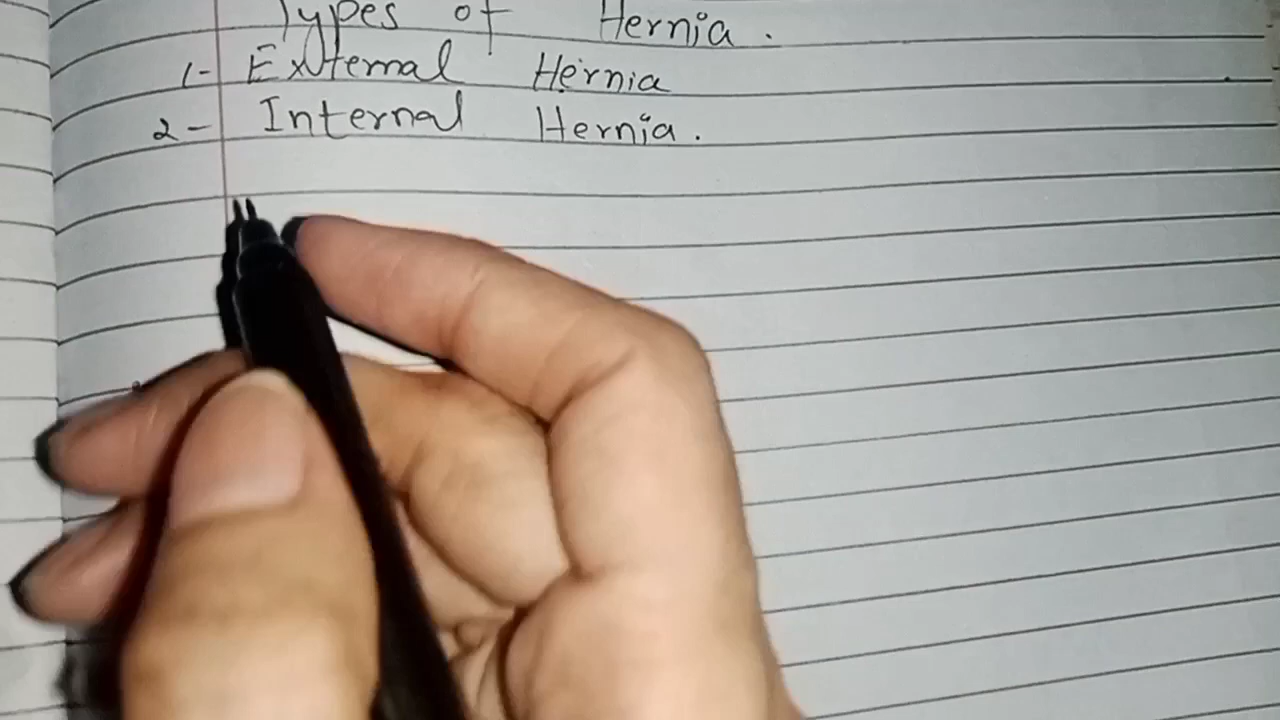 Types of Hernia.
1- External Hernia
2- Internal Hernia.